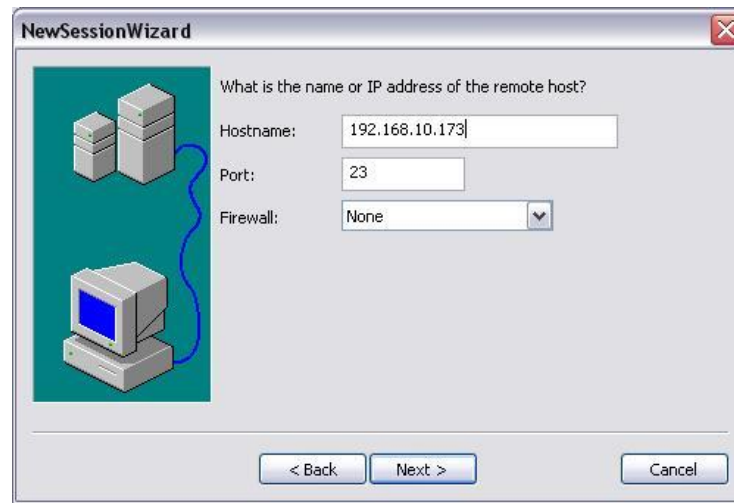 NewSessionWizard
What is the name or IP address of the remote host?
Hostname: 192.168.10.173
Port: 23
Firewall: None
< Back Next > Cancel